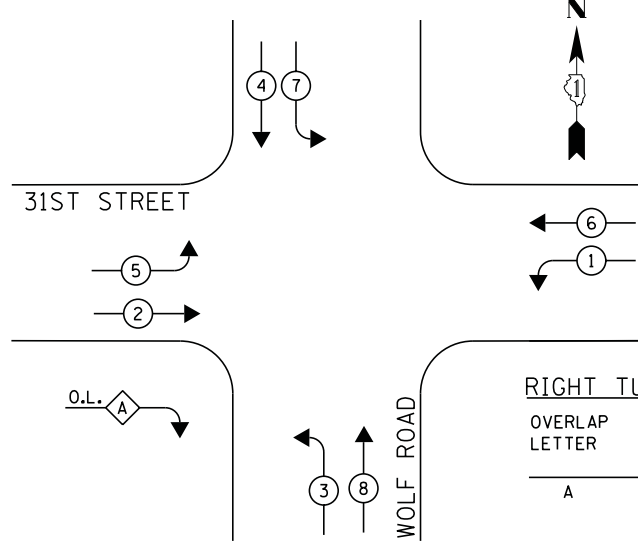 N
1
4
7
31ST STREET
6
5
1
2
O.L. A
RIGHT TU
OVERLAP
LETTER
A
3
8
WOLF ROAD